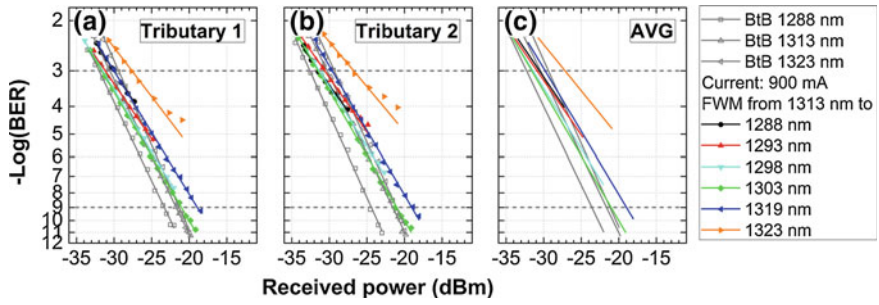 (a) Tributary 1
(b) Tributary 2
(c) AVG
-Log(BER)
2
3
4
5
6
7
8
9
10
11
12
-35 -30 -25 -20 -15
-35 -30 -25 -20 -15
-35 -30 -25 -20 -15
Received power (dBm)
BtB 1288 nm
BtB 1313 nm
BtB 1323 nm
Current: 900 mA
FWM from 1313 nm to
1288 nm
1293 nm
1298 nm
1303 nm
1319 nm
1323 nm